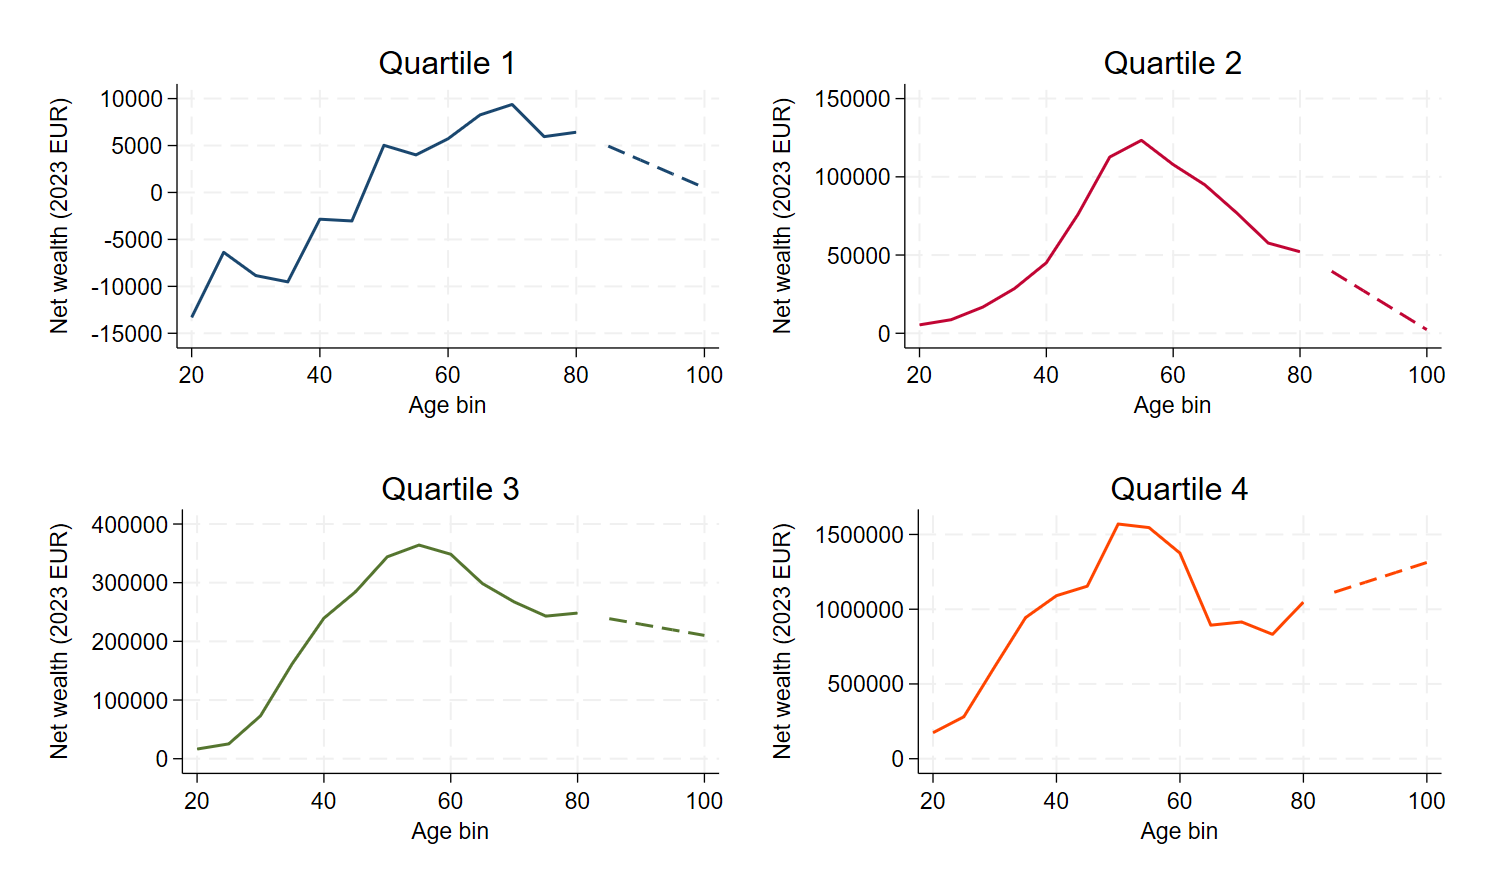 Quartile 1
Net wealth (2023 EUR)
10000
5000
0
-5000
-10000
-15000
20 40 60 80 100
Age bin
Quartile 2
Net wealth (2023 EUR)
150000
100000
50000
0
20 40 60 80 100
Age bin
Quartile 3
Net wealth (2023 EUR)
400000
300000
200000
100000
0
20 40 60 80 100
Age bin
Quartile 4
Net wealth (2023 EUR)
1500000
1000000
500000
0
20 40 60 80 100
Age bin